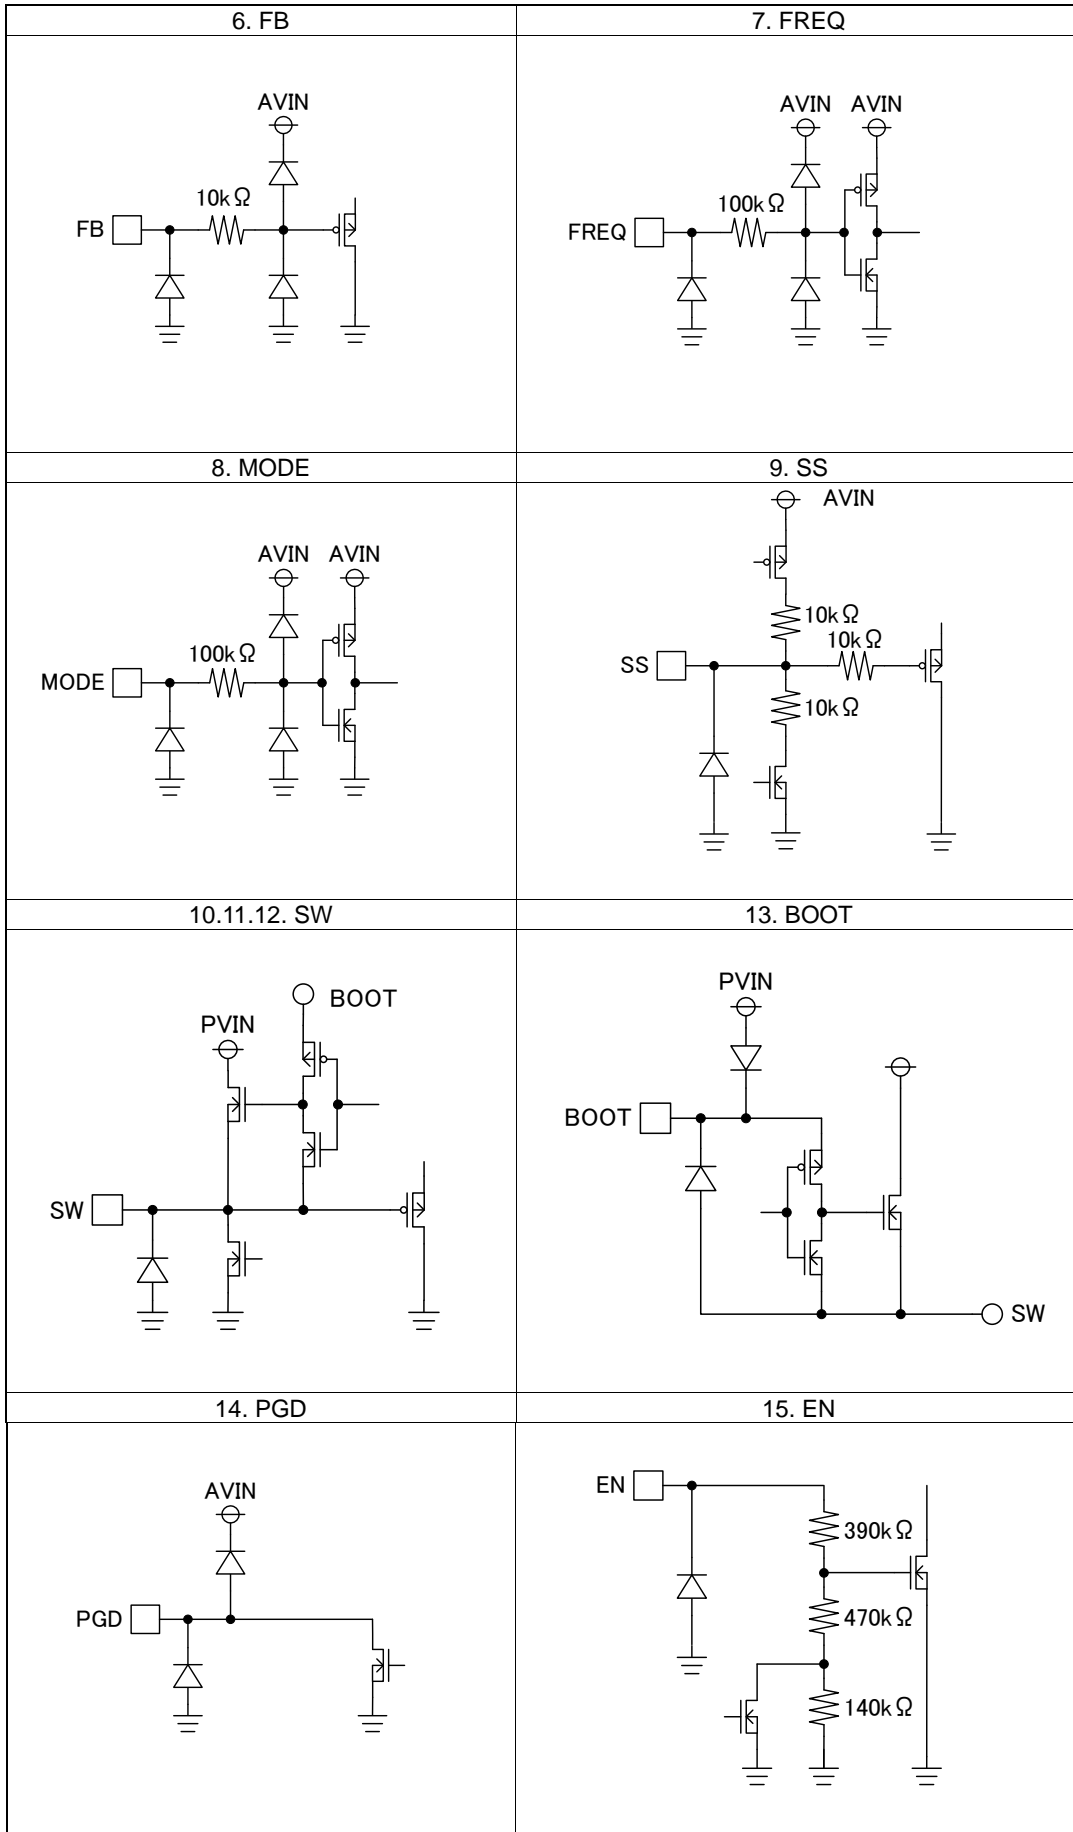 6. FB
7. FREQ
AVIN
10kΩ
FB
AVIN AVIN
100kΩ
FREQ
8. MODE
9. SS
AVIN AVIN
100kΩ
MODE
AVIN
10kΩ
10kΩ
SS
10kΩ
10.11.12. SW
13. BOOT
BOOT
PVIN
SW
PVIN
BOOT
SW
14. PGD
15. EN
AVIN
PGD
EN
390kΩ
470kΩ
140kΩ